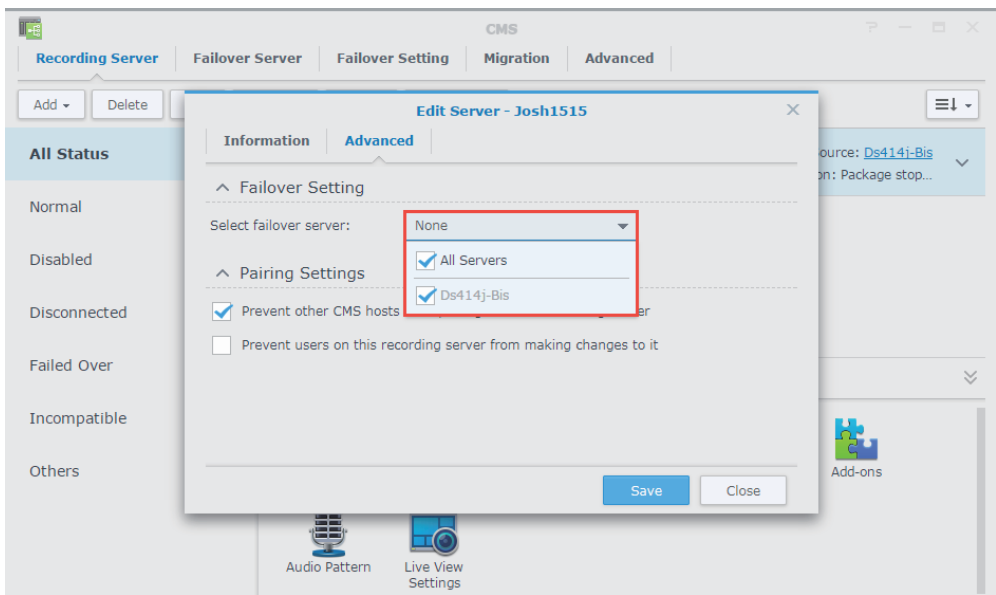 CMS
Recording Server
Failover Server
Failover Setting
Migration
Advanced
Add
Delete
Edit Server - Josh1515
Information
Advanced
Failover Setting
Select failover server:
None
All Servers
Ds414j-Bis
Pairing Settings
Prevent other CMS hosts
Prevent users on this recording server from making changes to it
Save
Close
All Status
Normal
Disabled
Disconnected
Failed Over
Incompatible
Others
ource: Ds414j-Bis
on: Package stop...
Add-ons
Audio Pattern
Live View
Settings